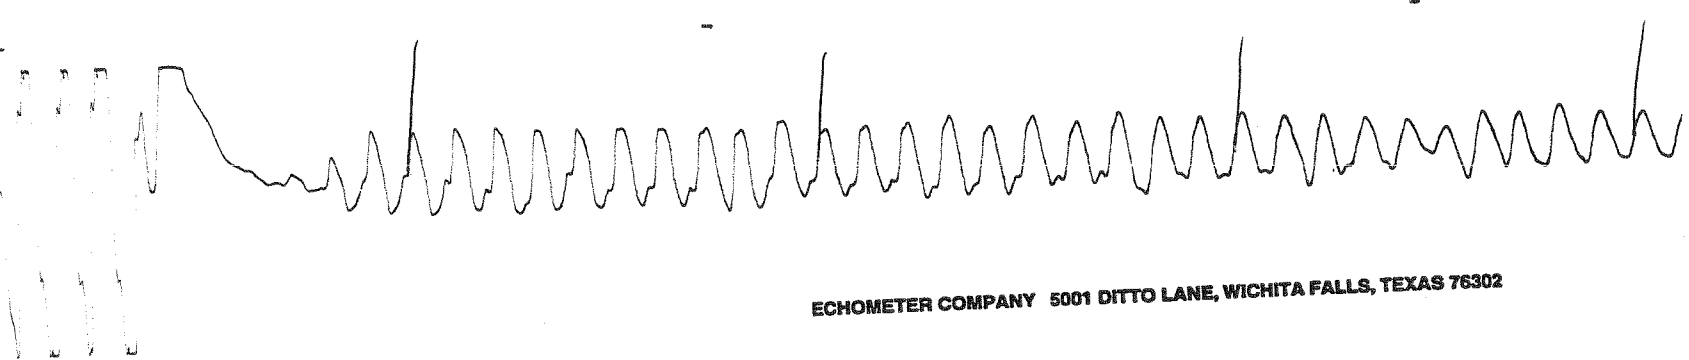 ECHOMETER COMPANY 5001 DITTO LANE, WICHITA FALLS, TEXAS 76302